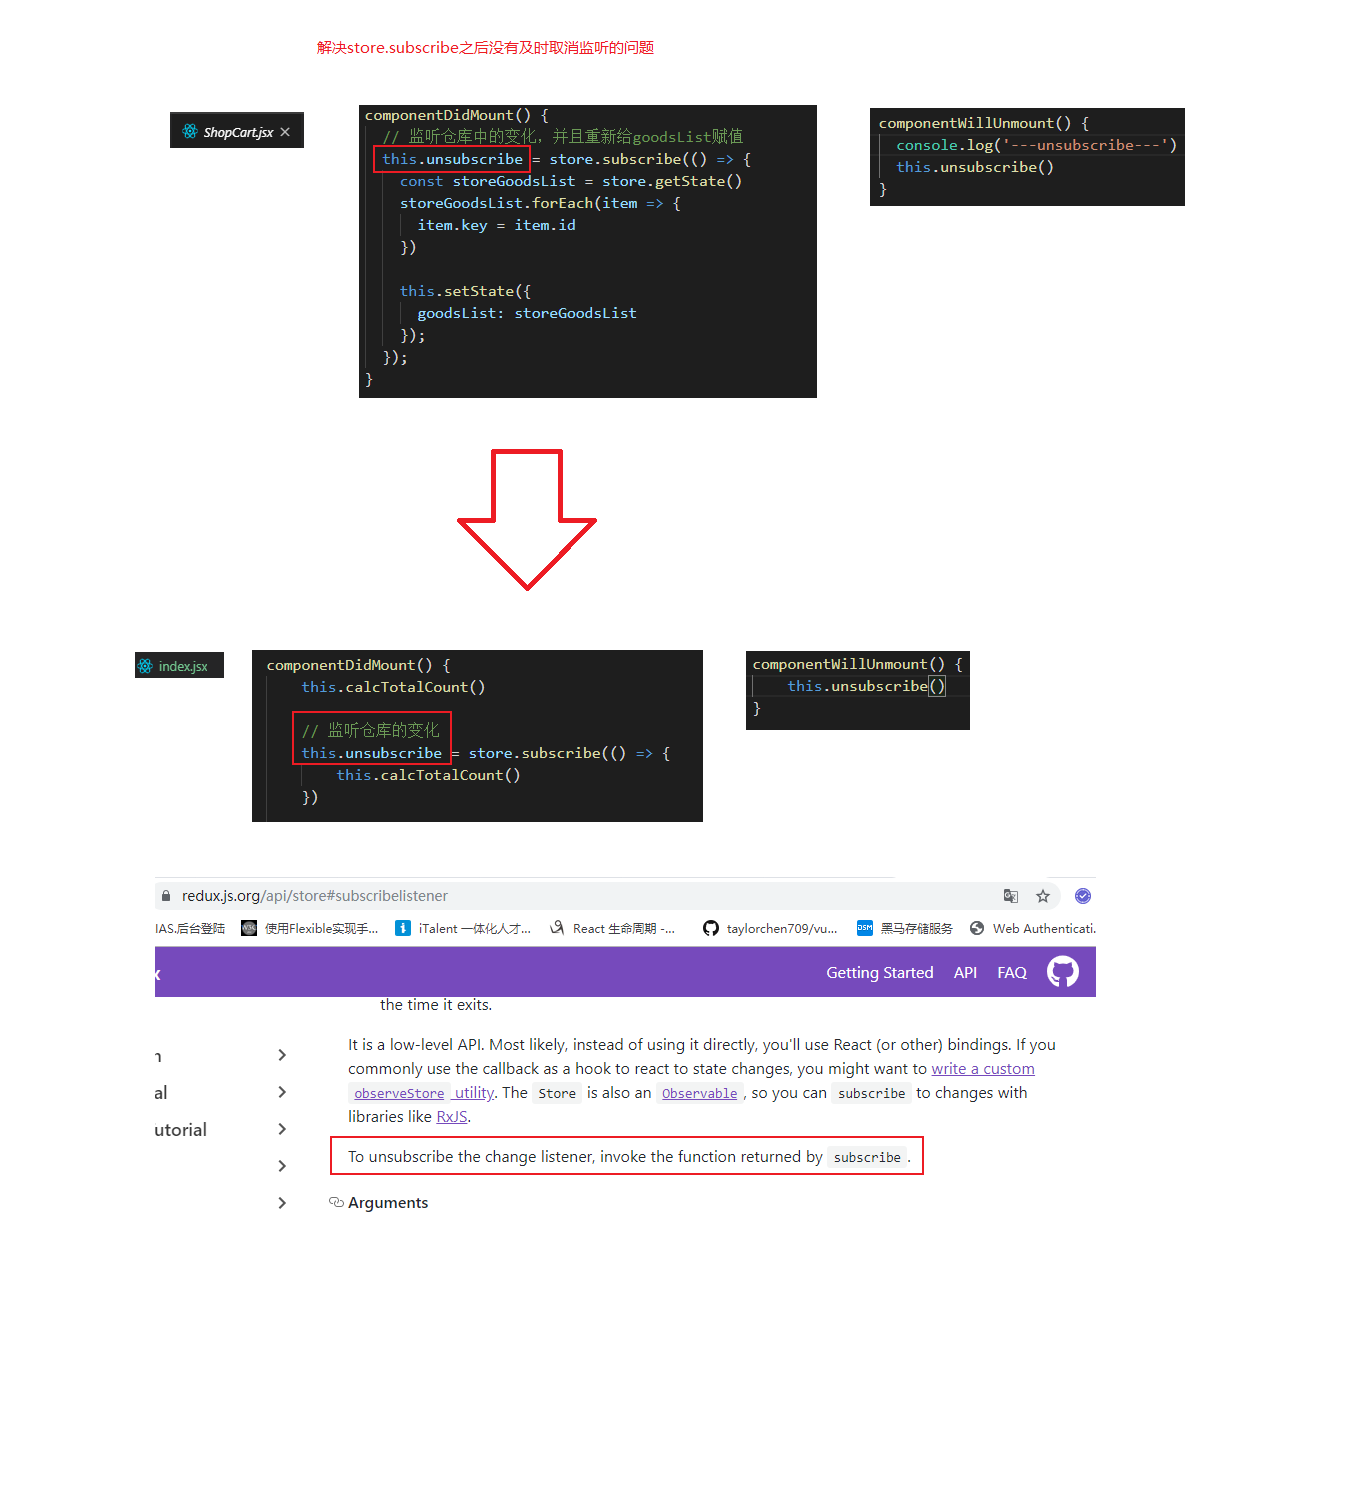 解决store.subscribe之后没有及时取消监听的问题
ShopCart.jsx
componentDidMount() {
// 监听仓库中的变化，并且重新给goodsList赋值
this.unsubscribe = store.subscribe(() => {
const storeGoodsList = store.getState()
storeGoodsList.forEach(item => {
item.key = item.id
})
this.setState({
goodsList: storeGoodsList
});
});
}
componentWillUnmount() {
console.log('---unsubscribe---')
this.unsubscribe()
}
index.jsx
componentDidMount() {
this.calcTotalCount()
// 监听仓库的变化
this.unsubscribe = store.subscribe(() => {
this.calcTotalCount()
})
componentWillUnmount() {
this.unsubscribe()
}
redux.js.org/api/store#subscribelistener
IAS.后台登陆 使用Flexible实现手... iTalent 一体化人才... React 生命周期 -... taylorchen709/vu... 黑马存储服务 Web Authenticati.
x Getting Started API FAQ
the time it exits.
It is a low-level API. Most likely, instead of using it directly, you'll use React (or other) bindings. If you
commonly use the callback as a hook to react to state changes, you might want to write a custom
observeStore utility. The Store is also an Observable , so you can subscribe to changes with
libraries like RxJS.
To unsubscribe the change listener, invoke the function returned by subscribe .
Arguments
n
al
utorial